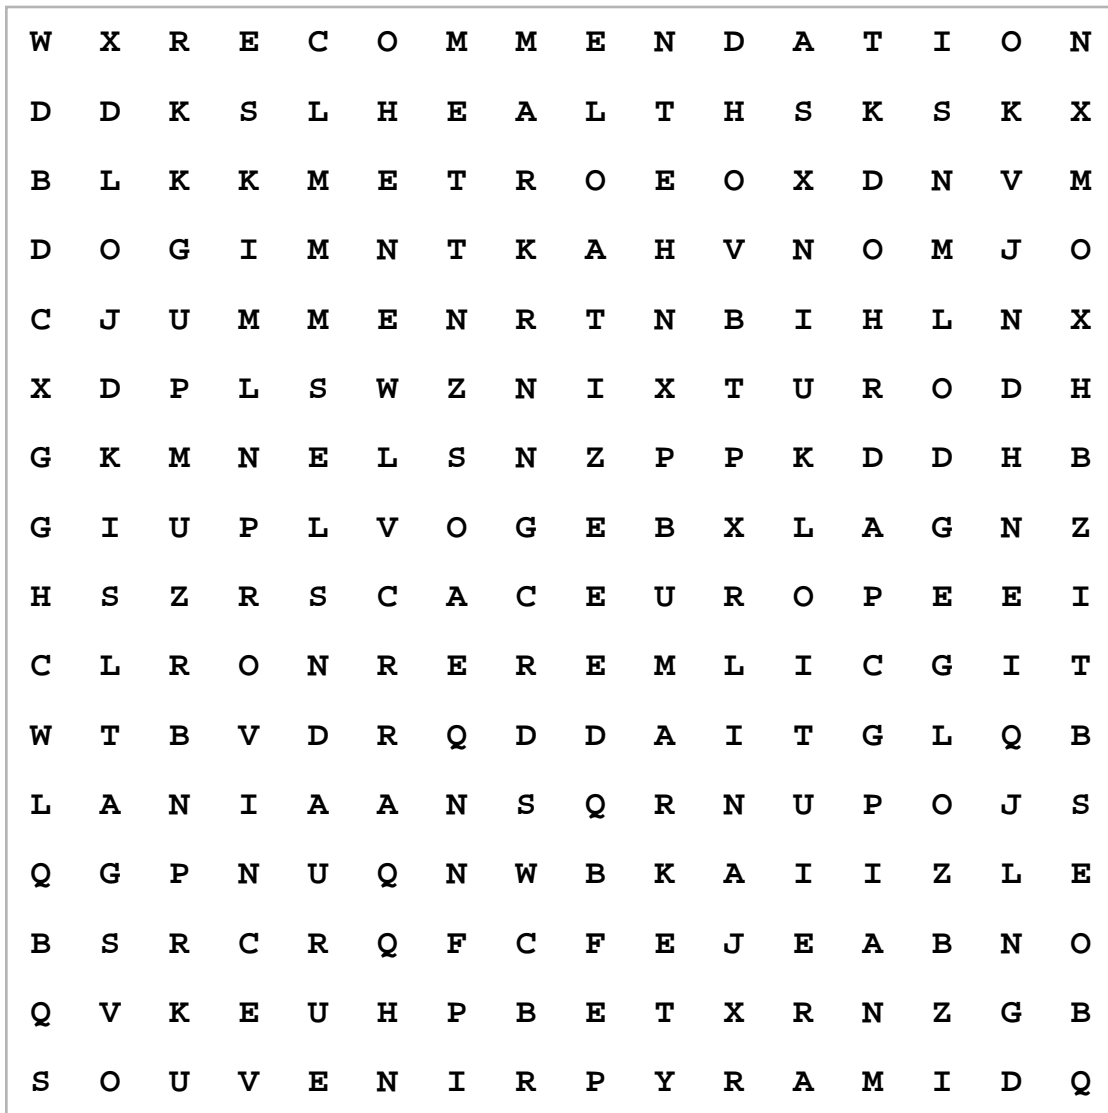 W X R E C O M M E N D A T I O N
D D K S L H E A L T H S K S K X
B L K K M E T R O E O X D N V M
D O G I M N T K A H V N O M J O
C J U M M E N R T N B I H L N X
X D P L S W Z N I X T U R O D H
G K M N E L S N Z P P K D D H B
G I U P L V O G E B X L A G N Z
H S Z R S C A C E U R O P E E I
C L R O N R E R E M L I C G I T
W T B V D R Q D D A I T G L Q B
L A N I A A N S Q R N U P O J S
Q G P N U Q N W B K A I I Z L E
B S R C R Q F C F E J E A B N O
Q V K E U H P B E T X R N Z G B
S O U V E N I R P Y R A M I D Q